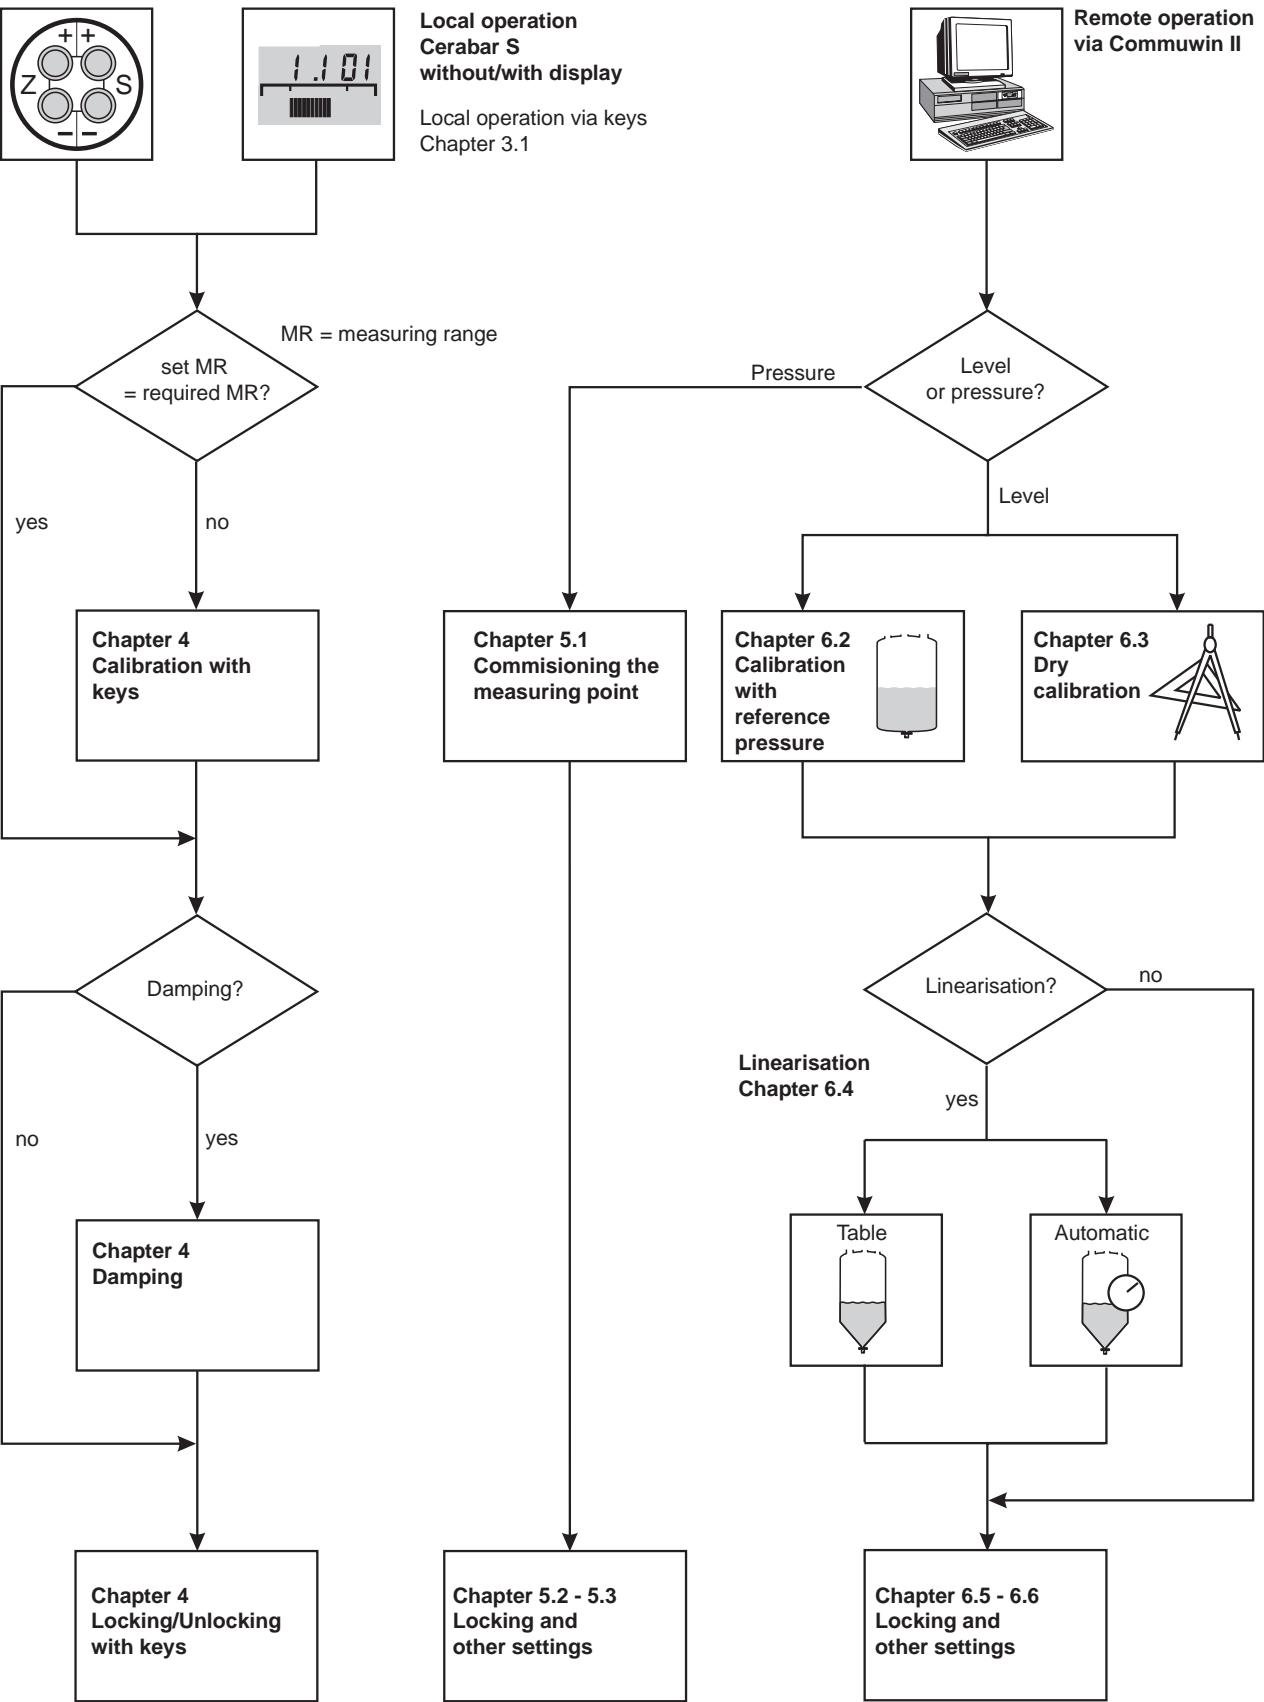 + +
Z S
– –
1.101
Local operation
Cerabar S
without/with display
Local operation via keys
Chapter 3.1
Remote operation
via Commuwin II
MR = measuring range
set MR
= required MR?
yes
no
Pressure
Level
or pressure?
Level
Chapter 4
Calibration with
keys
Chapter 5.1
Commisioning the
measuring point
Chapter 6.2
Calibration
with
reference
pressure
Chapter 6.3
Dry
calibration
Damping?
no
yes
Linearisation?
no
Linearisation
Chapter 6.4
yes
Table
Automatic
Chapter 4
Damping
Chapter 4
Locking/Unlocking
with keys
Chapter 5.2 - 5.3
Locking and
other settings
Chapter 6.5 - 6.6
Locking and
other settings